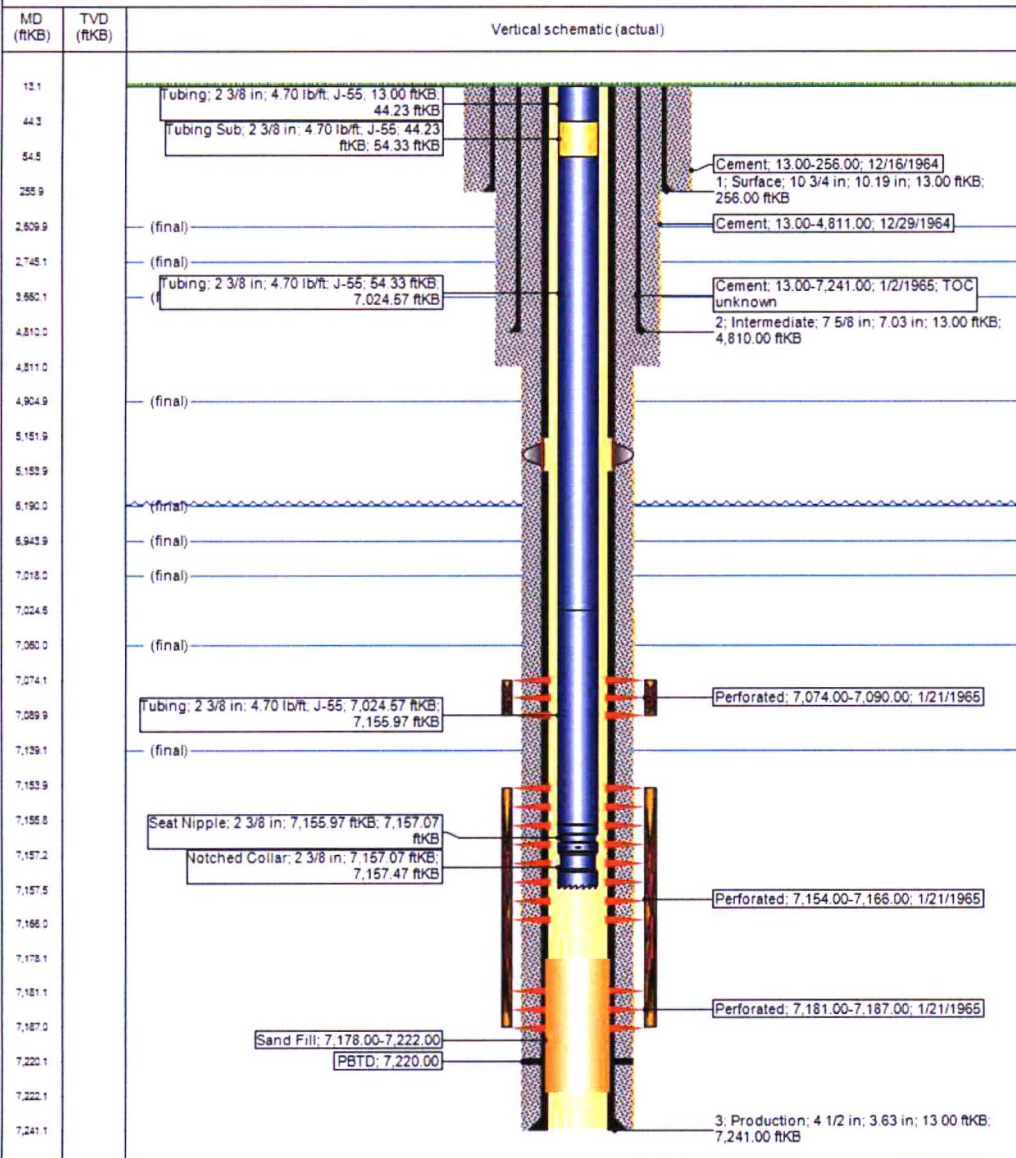 MD
(ftKB)
TVD
(ftKB)
Vertical schematic (actual)
13.1
44.3
54.5
255.9
2,609.9
2,745.1
3,660.1
4,810.0
4,811.0
4,904.9
5,151.9
5,153.9
6,190.0
6,943.9
7,018.0
7,024.6
7,060.0
7,074.1
7,089.9
7,139.1
7,153.9
7,155.8
7,157.2
7,157.5
7,166.0
7,178.1
7,181.1
7,187.0
7,220.1
7,222.1
7,241.1
Tubing; 2 3/8 in; 4.70 lb/ft; J-55; 13.00 ftKB;
44.23 ftKB
Tubing Sub; 2 3/8 in; 4.70 lb/ft; J-55; 44.23
ftKB; 54.33 ftKB
Cement; 13.00-256.00; 12/16/1964
1; Surface; 10 3/4 in; 10.19 in; 13.00 ftKB;
256.00 ftKB
(final)
Cement; 13.00-4,811.00; 12/29/1964
(final)
Tubing; 2 3/8 in; 4.70 lb/ft; J-55; 54.33 ftKB;
7,024.57 ftKB
Cement; 13.00-7,241.00; 1/2/1965; TOC
unknown
2; Intermediate; 7 5/8 in; 7.03 in; 13.00 ftKB;
4,810.00 ftKB
(final)
(final)
(final)
(final)
(final)
Perforated; 7,074.00-7,090.00; 1/21/1965
Tubing; 2 3/8 in; 4.70 lb/ft; J-55; 7,024.57 ftKB;
7,155.97 ftKB
(final)
Seat Nipple; 2 3/8 in; 7,155.97 ftKB; 7,157.07
ftKB
Notched Collar; 2 3/8 in; 7,157.07 ftKB;
7,157.47 ftKB
Perforated; 7,154.00-7,166.00; 1/21/1965
Perforated; 7,181.00-7,187.00; 1/21/1965
Sand Fill; 7,178.00-7,222.00
PBTD; 7,220.00
3; Production; 4 1/2 in; 3.63 in; 13.00 ftKB;
7,241.00 ftKB